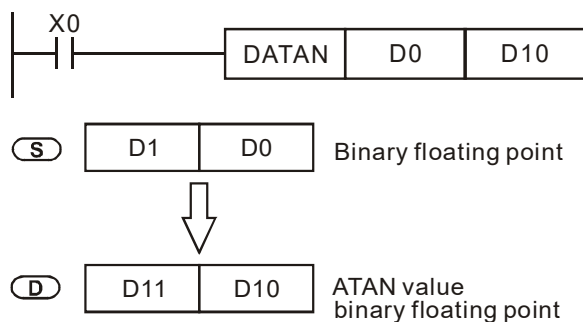 X0
DATAN D0 D10
S D1 D0 Binary floating point
D D11 D10 ATAN value
binary floating point